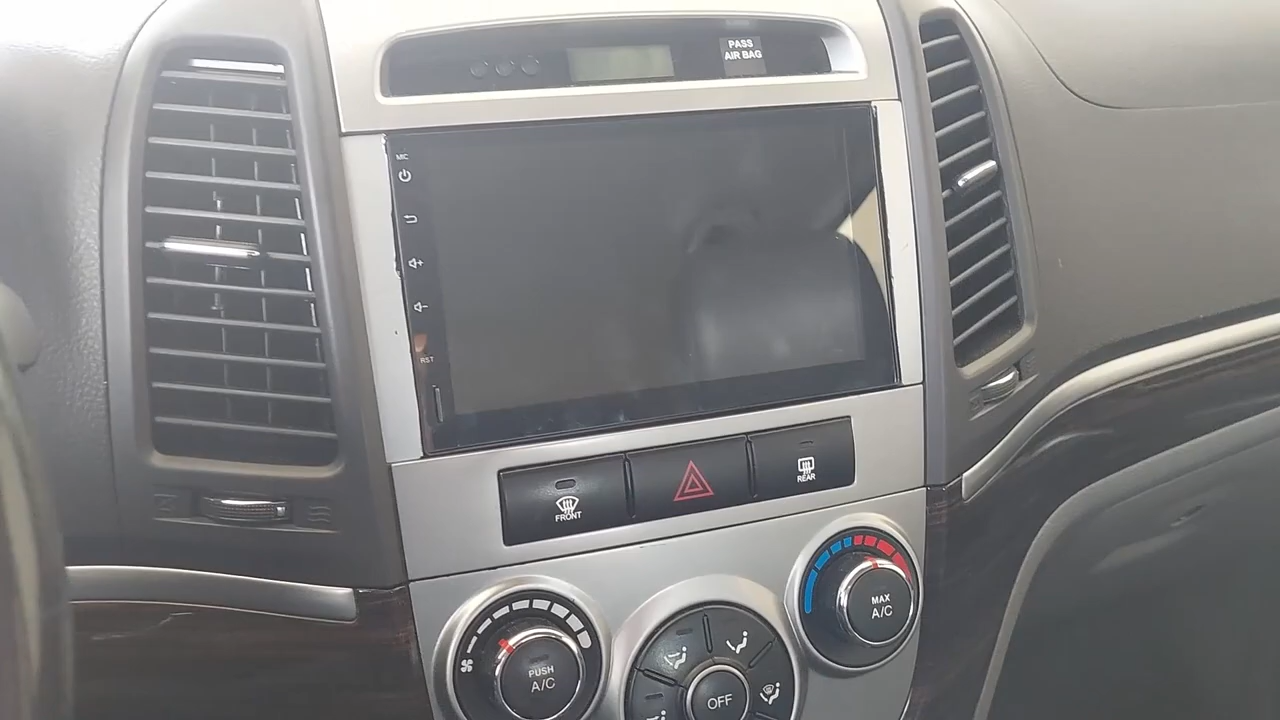 PASS
AIR BAG
MIC
RST
FRONT
REAR
MAX
A/C
PUSH
A/C
OFF